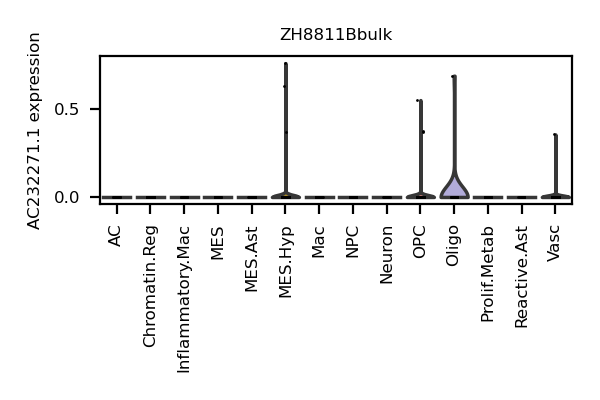 ZH8811Bbulk
AC232271.1 expression
0.5
0.0
AC
Chromatin.Reg
Inflammatory.Mac
MES
MES.Ast
MES.Hyp
Mac
NPC
Neuron
OPC
Oligo
Prolif.Metab
Reactive.Ast
Vasc